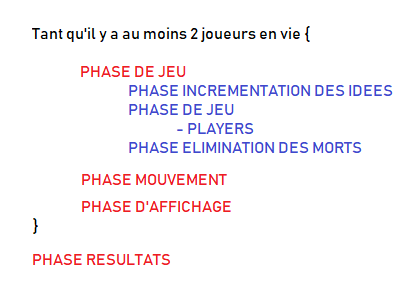 Tant qu'il y a au moins 2 joueurs en vie {
PHASE DE JEU
PHASE INCREMENTATION DES IDEES
PHASE DE JEU
- PLAYERS
PHASE ELIMINATION DES MORTS
PHASE MOUVEMENT
PHASE D'AFFICHAGE
}
PHASE RESULTATS